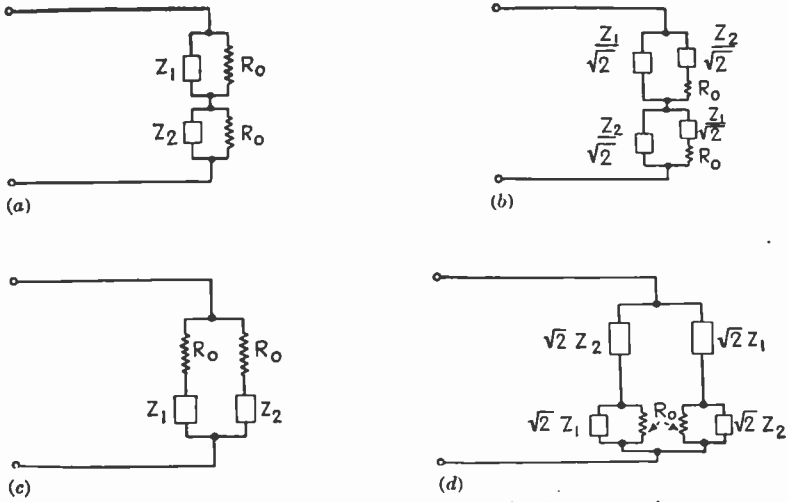 Z₁ R₀
Z₂ R₀
(a)
Z₁/√2 Z₂/√2
R₀
Z₂/√2 Z₁/√2
R₀
(b)
R₀ R₀
Z₁ Z₂
(c)
√2 Z₂ √2 Z₁
√2 Z₁ R₀ √2 Z₂
(d)